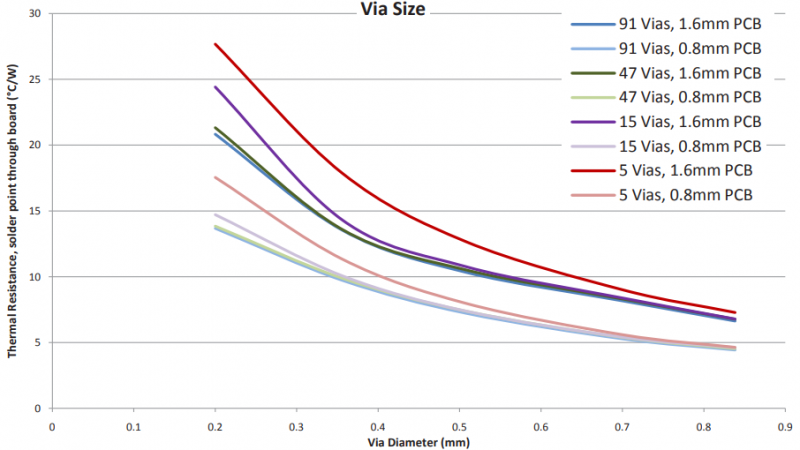 Via Size
30
25
20
15
10
5
0
Thermal Resistance, solder point through board (°C/W)
91 Vias, 1.6mm PCB
91 Vias, 0.8mm PCB
47 Vias, 1.6mm PCB
47 Vias, 0.8mm PCB
15 Vias, 1.6mm PCB
15 Vias, 0.8mm PCB
5 Vias, 1.6mm PCB
5 Vias, 0.8mm PCB
0 0.1 0.2 0.3 0.4 0.5 0.6 0.7 0.8 0.9
Via Diameter (mm)